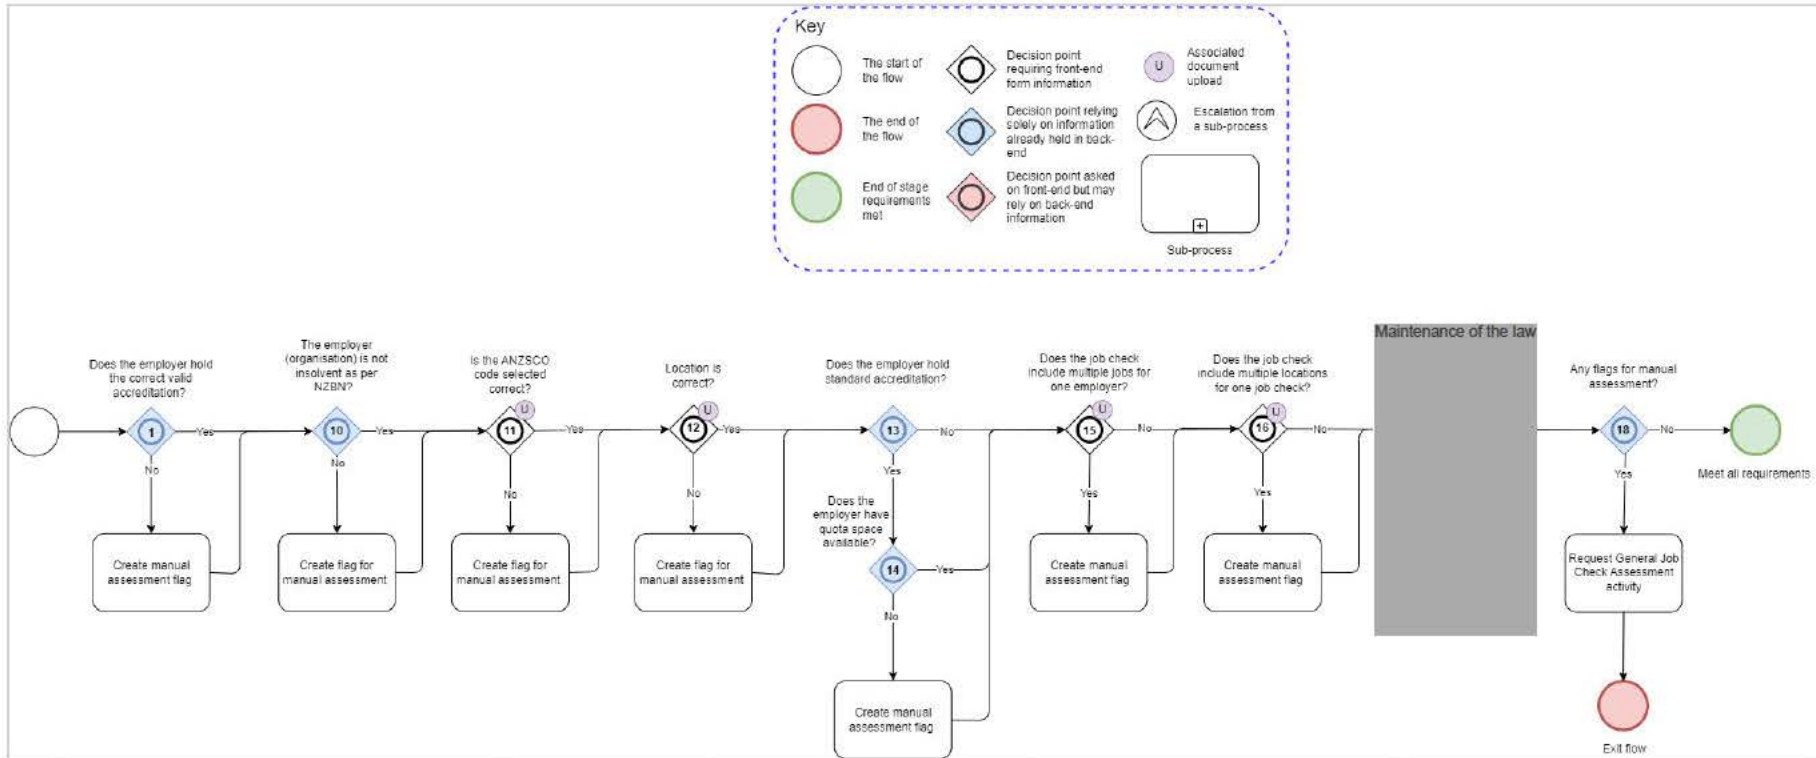 Key
The start of
the flow
The end of
the flow
End of stage
requirements
met
Decision point
requiring front-end
form information
Decision point relying
solely on information
already held in back-
end
Decision point asked
on front-end but may
rely on back-end
information
U
Associated
document
upload
Escalation from
a sub-process
+
Sub-process
Does the employer hold
the correct valid
accreditation?
1
Yes
No
Create manual
assessment flag
The employer
(organisation) is not
insolvent as per
NZBN?
10
Yes
No
Create flag for
manual assessment
Is the ANZSCO
code selected
correct?
U
11
Yes
No
Create flag for
manual assessment
Location is
correct?
U
12
Yes
No
Create flag for
manual assessment
Does the employer hold
standard accreditation?
13
No
Yes
Does the
employer have
quota space
available?
14
Yes
No
Create manual
assessment flag
Does the job check
include multiple jobs for
one employer?
U
15
No
Yes
Create manual
assessment flag
Does the job check
include multiple locations
for one job check?
U
16
No
Yes
Create manual
assessment flag
Maintenance of the law
Any flags for manual
assessment?
18
No
Meet all requirements
Yes
Request General Job
Check Assessment
activity
Exit flow